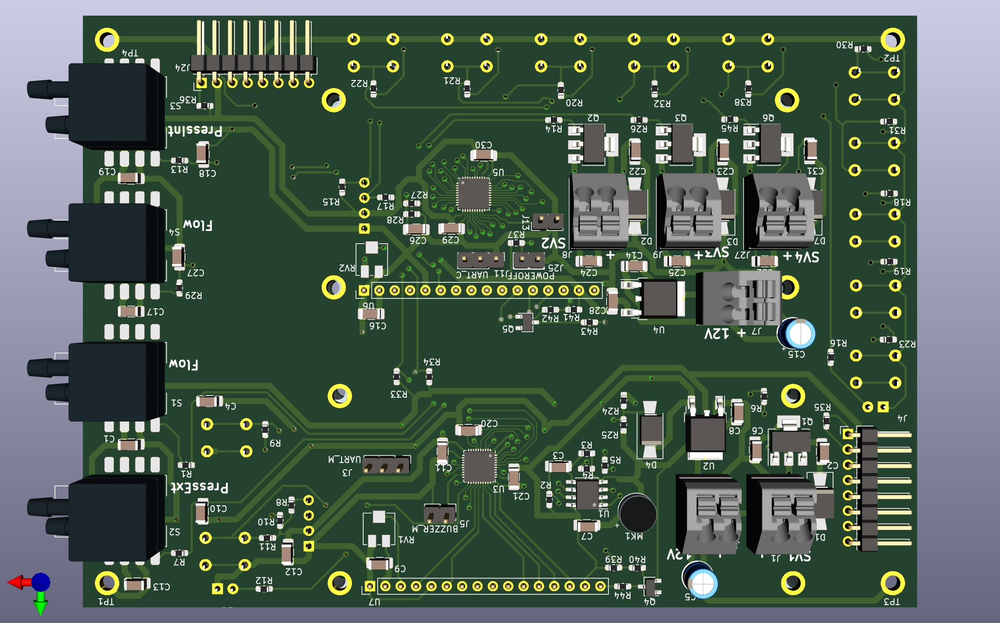 TP4
J24
R36
S3
PressInt
C19
R13
C18
R22
R21
R20
R32
R38
R30
TP2
R31
Q2
Q3
Q6
R14
R26
R45
C30
U5
C22
C23
C31
R15
R17
R27
R28
C26
C29
J13
R37
SV2
J8
D2
J9
D3
SV3
J27
D7
SV4
+
+
+
R18
R19
R23
Flow
S4
C27
R29
C17
RV2
UART_C
J11
POWEROFF
J25
C24
C14
C25
C32
U6
C16
Q5
R42
R41
R43
C28
U4
12V
+
J7
C15
+
R16
Flow
S1
C4
C1
R1
R9
R33
R34
C20
C11
UART_M
J3
U3
C21
R24
R25
D4
R3
R4
R5
C3
R2
U1
C7
MK1
+
U2
C8
R6
C6
Q1
R35
C2
J4
PressExt
S2
C10
R7
R8
R10
R11
C12
R12
C13
TP1
BUZZER_M
J5
RV1
C9
U7
R39
R40
R44
Q4
12V
C5
J1
SV1
D1
TP3